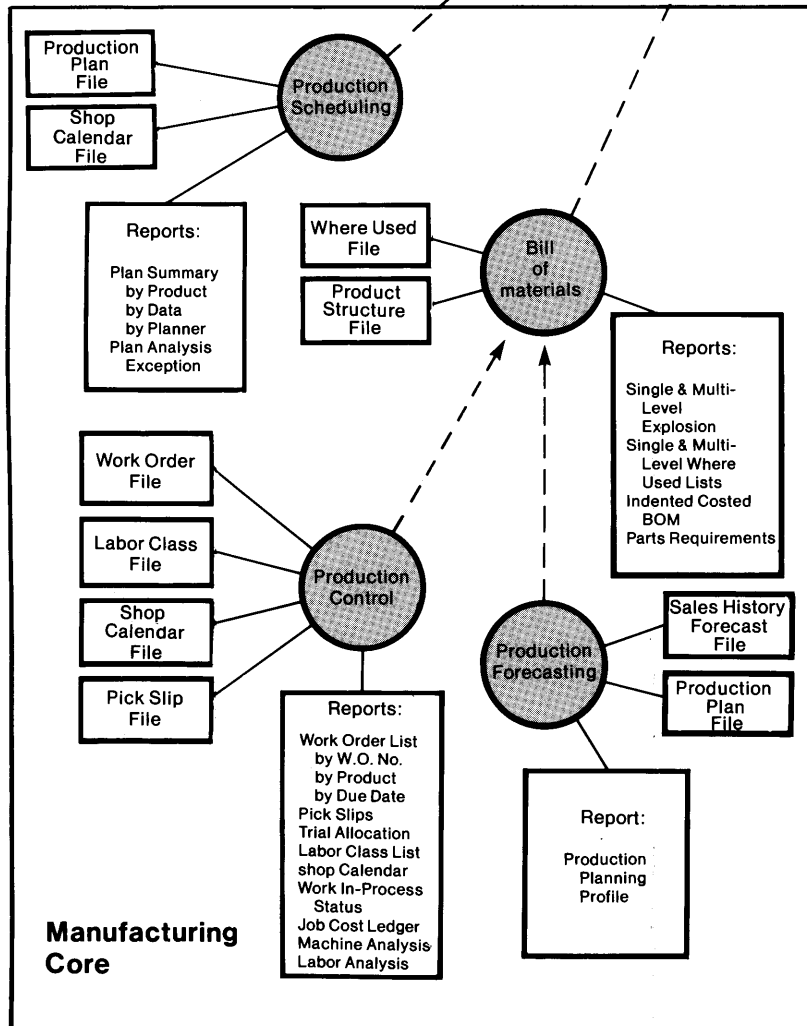 Production
Plan
File
Shop
Calendar
File
Production
Scheduling
Reports:
Plan Summary
by Product
by Data
by Planner
Plan Analysis
Exception
Where Used
File
Product
Structure
File
Bill
of
materials
Reports:
Single & Multi-
Level
Explosion
Single & Multi-
Level Where
Used Lists
Indented Costed
BOM
Parts Requirements
Work Order
File
Labor Class
File
Shop
Calendar
File
Pick Slip
File
Production
Control
Reports:
Work Order List
by W.O. No.
by Product
by Due Date
Pick Slips
Trial Allocation
Labor Class List
shop Calendar
Work In-Process
Status
Job Cost Ledger
Machine Analysis
Labor Analysis
Production
Forecasting
Sales History
Forecast
File
Production
Plan
File
Report:
Production
Planning
Profile
Manufacturing
Core